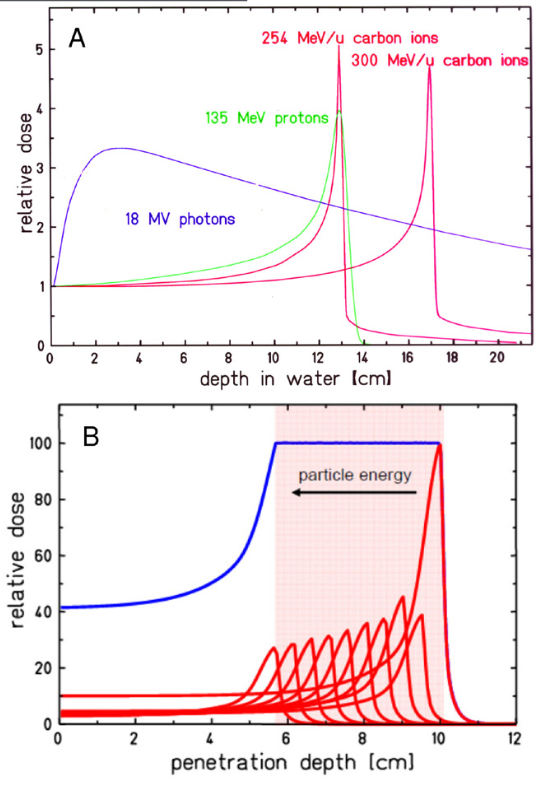 A
254 MeV/u carbon ions
300 MeV/u carbon ions
135 MeV protons
18 MV photons
relative dose
5
4
3
2
1
0
0 2 4 6 8 10 12 14 16 18 20
depth in water [cm]
B
particle energy
relative dose
100
80
60
40
20
0
0 2 4 6 8 10 12
penetration depth [cm]